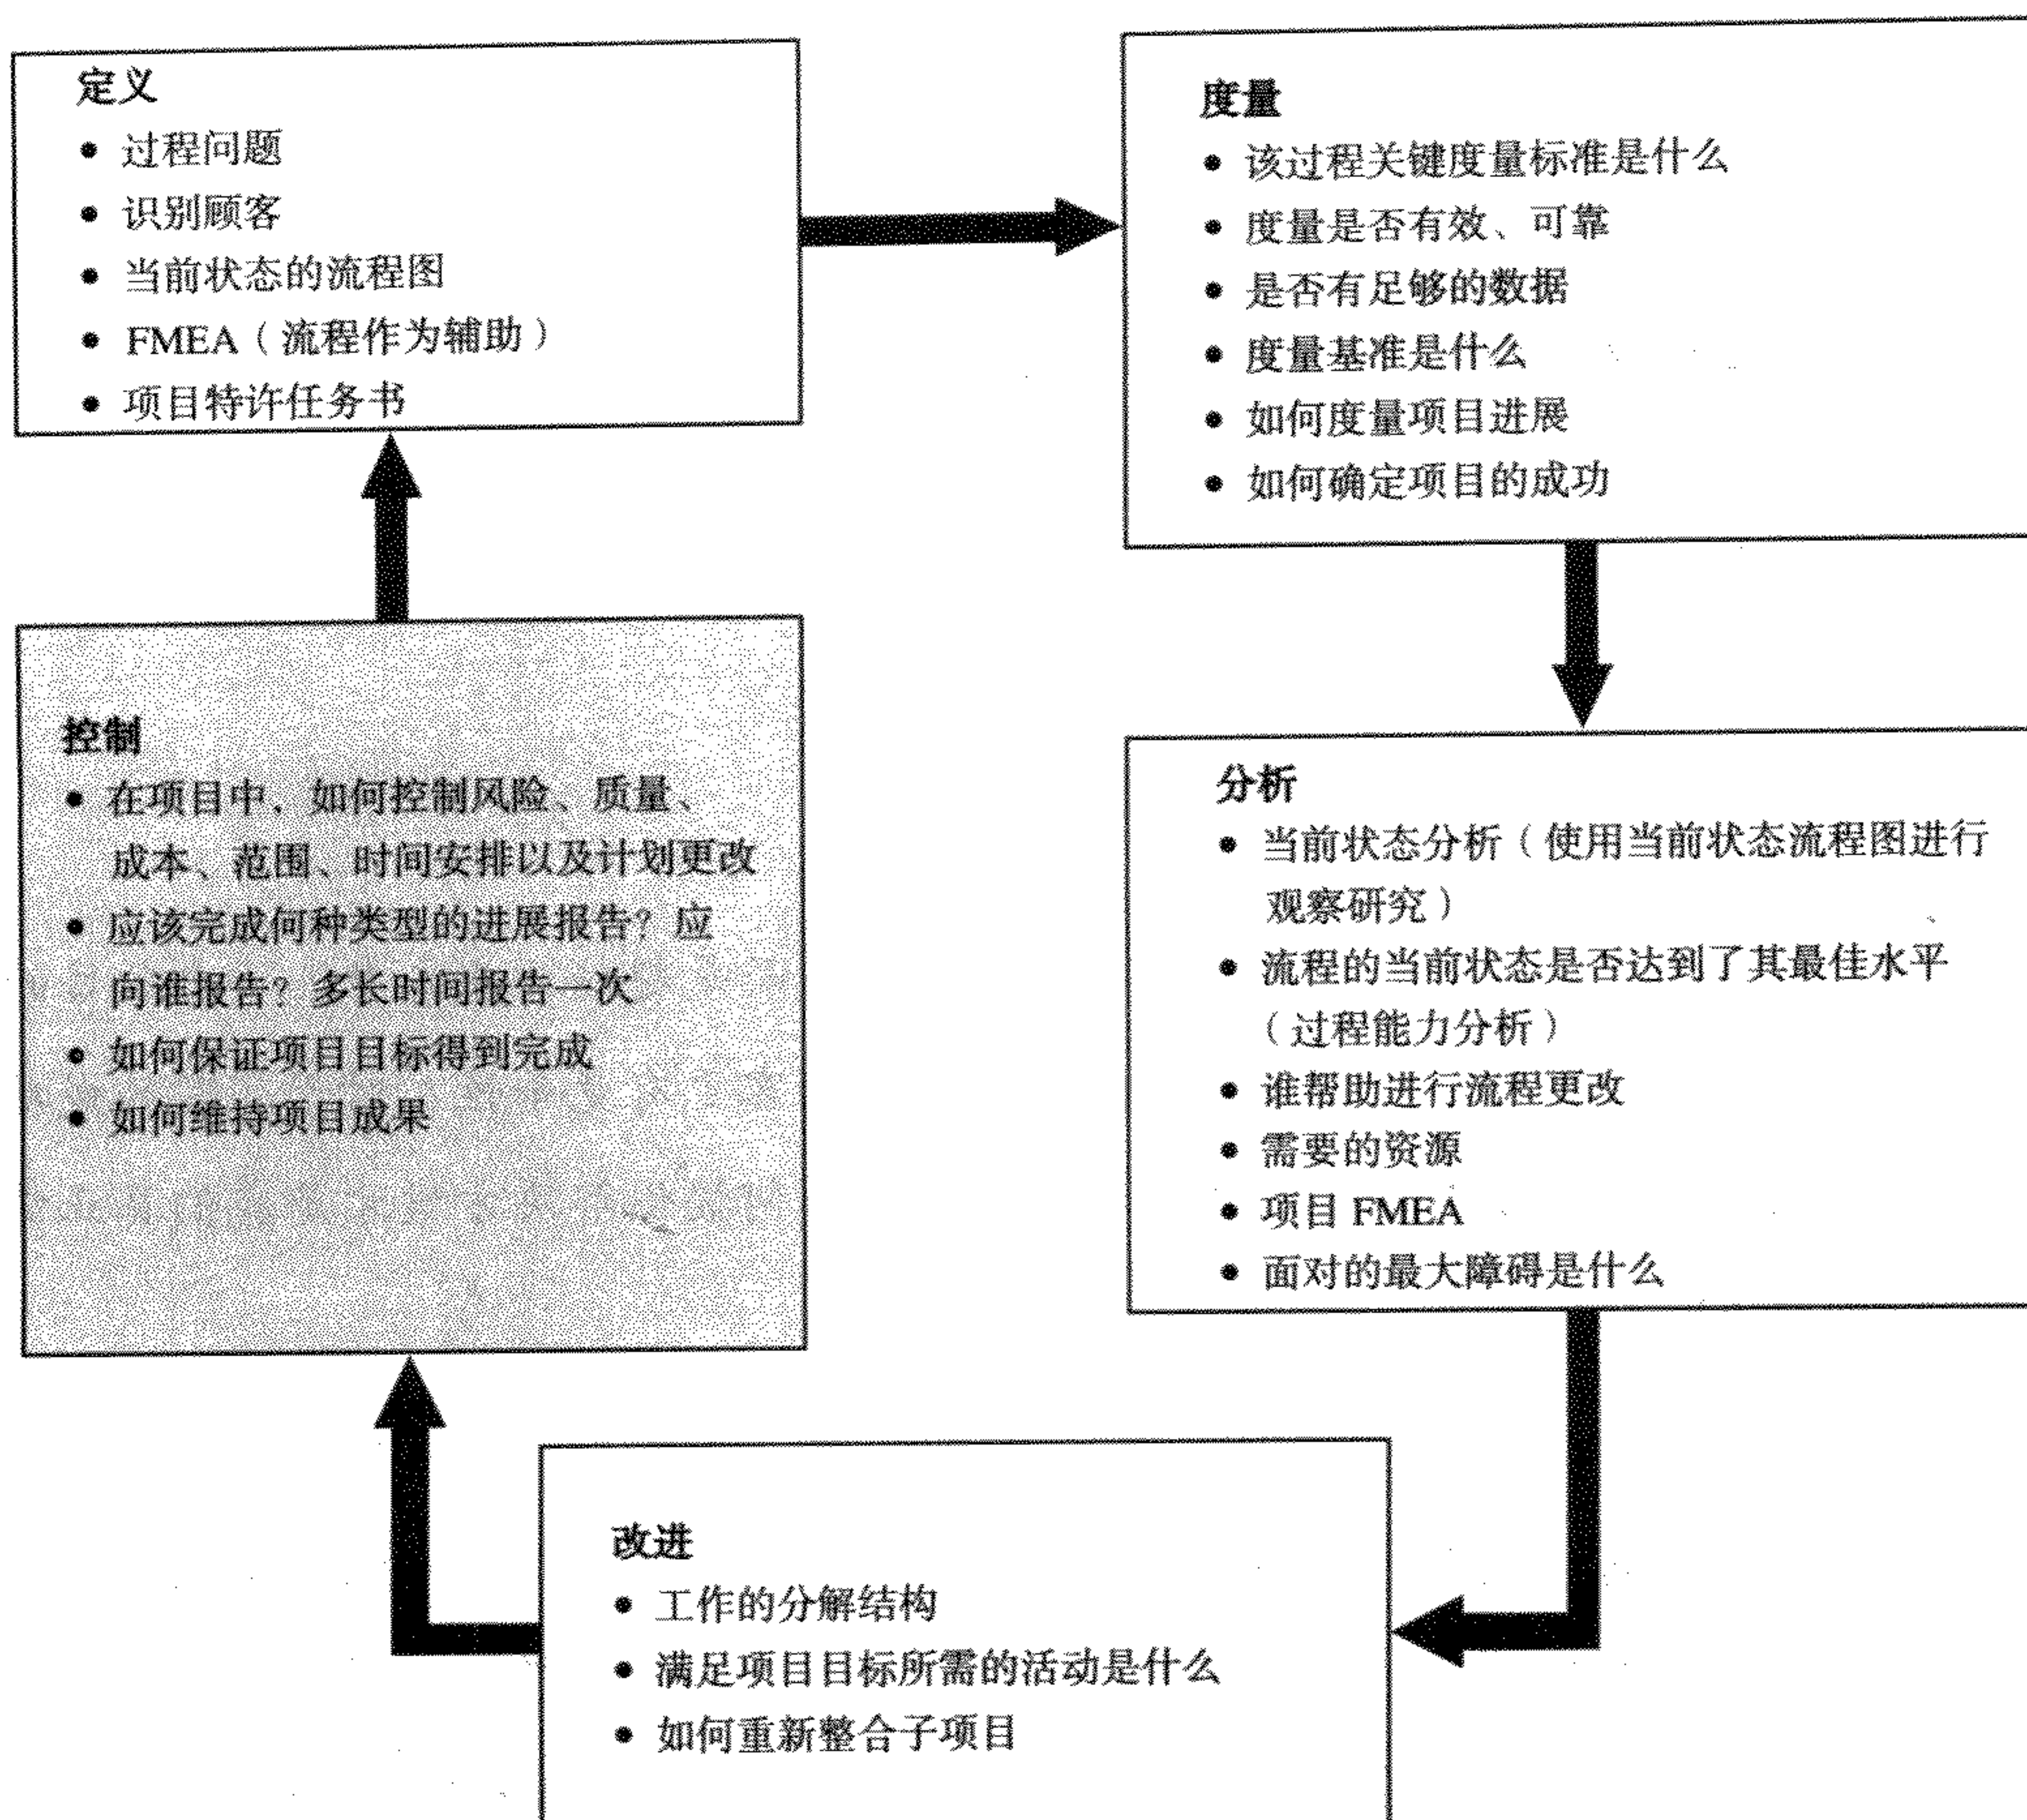 定义
● 过程问题
● 识别顾客
● 当前状态的流程图
● FMEA（流程作为辅助）
● 项目特许任务书
度量
● 该过程关键度量标准是什么
● 度量是否有效、可靠
● 是否有足够的数据
● 度量基准是什么
● 如何度量项目进展
● 如何确定项目的成功
分析
● 当前状态分析（使用当前状态流程图进行
观察研究）
● 流程的当前状态是否达到了其最佳水平
（过程能力分析）
● 谁帮助进行流程更改
● 需要的资源
● 项目 FMEA
● 面对的最大障碍是什么
改进
● 工作的分解结构
● 满足项目目标所需的活动是什么
● 如何重新整合子项目
控制
● 在项目中，如何控制风险、质量、
成本、范围、时间安排以及计划更改
● 应该完成何种类型的进展报告？应
向谁报告？多长时间报告一次
● 如何保证项目目标得到完成
● 如何维持项目成果